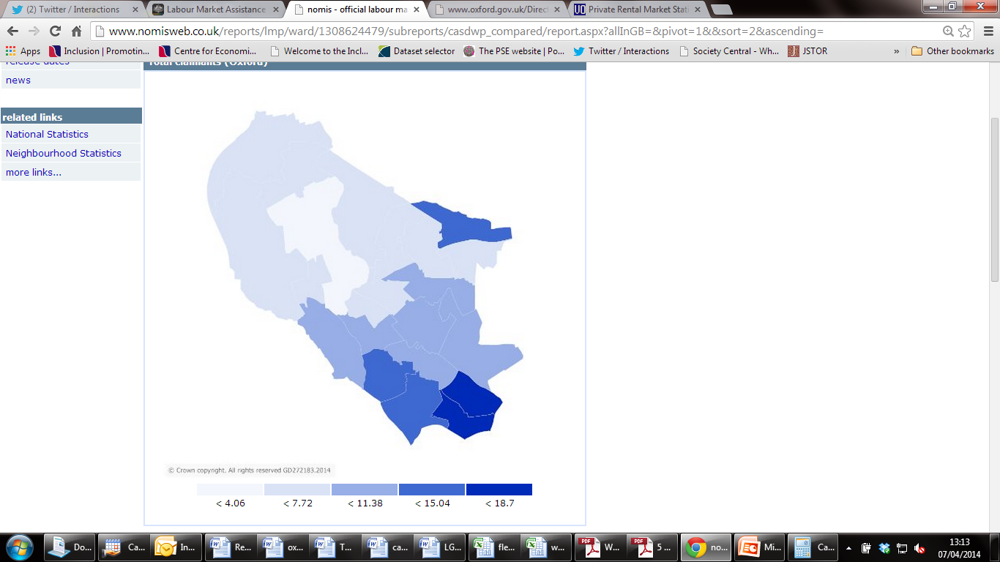 (2) Twitter / Interactions
Labour Market Assistance
nomis - official labour ma
www.oxford.gov.uk/Direct
Private Rental Market Stati
www.nomisweb.co.uk/reports/lmp/ward/1308624479/subreports/casdwp_compared/report.aspx?allInGB=&pivot=1&&sort=2&ascending=
Apps
Inclusion | Promotin...
Centre for Economi...
Welcome to the Incl...
Dataset selector
The PSE website | Po...
Twitter / Interactions
Society Central - Wh...
JSTOR
»
Other bookmarks
release dates
Total claimants (Oxford)
news
related links
National Statistics
Neighbourhood Statistics
more links...
© Crown copyright. All rights reserved GD272183.2014
< 4.06
< 7.72
< 11.38
< 15.04
< 18.7
Do...
Ca...
In...
Re...
ox...
T...
ca...
LG...
fle...
w...
W...
5 ...
no...
Mi...
Ca...
13:13
07/04/2014